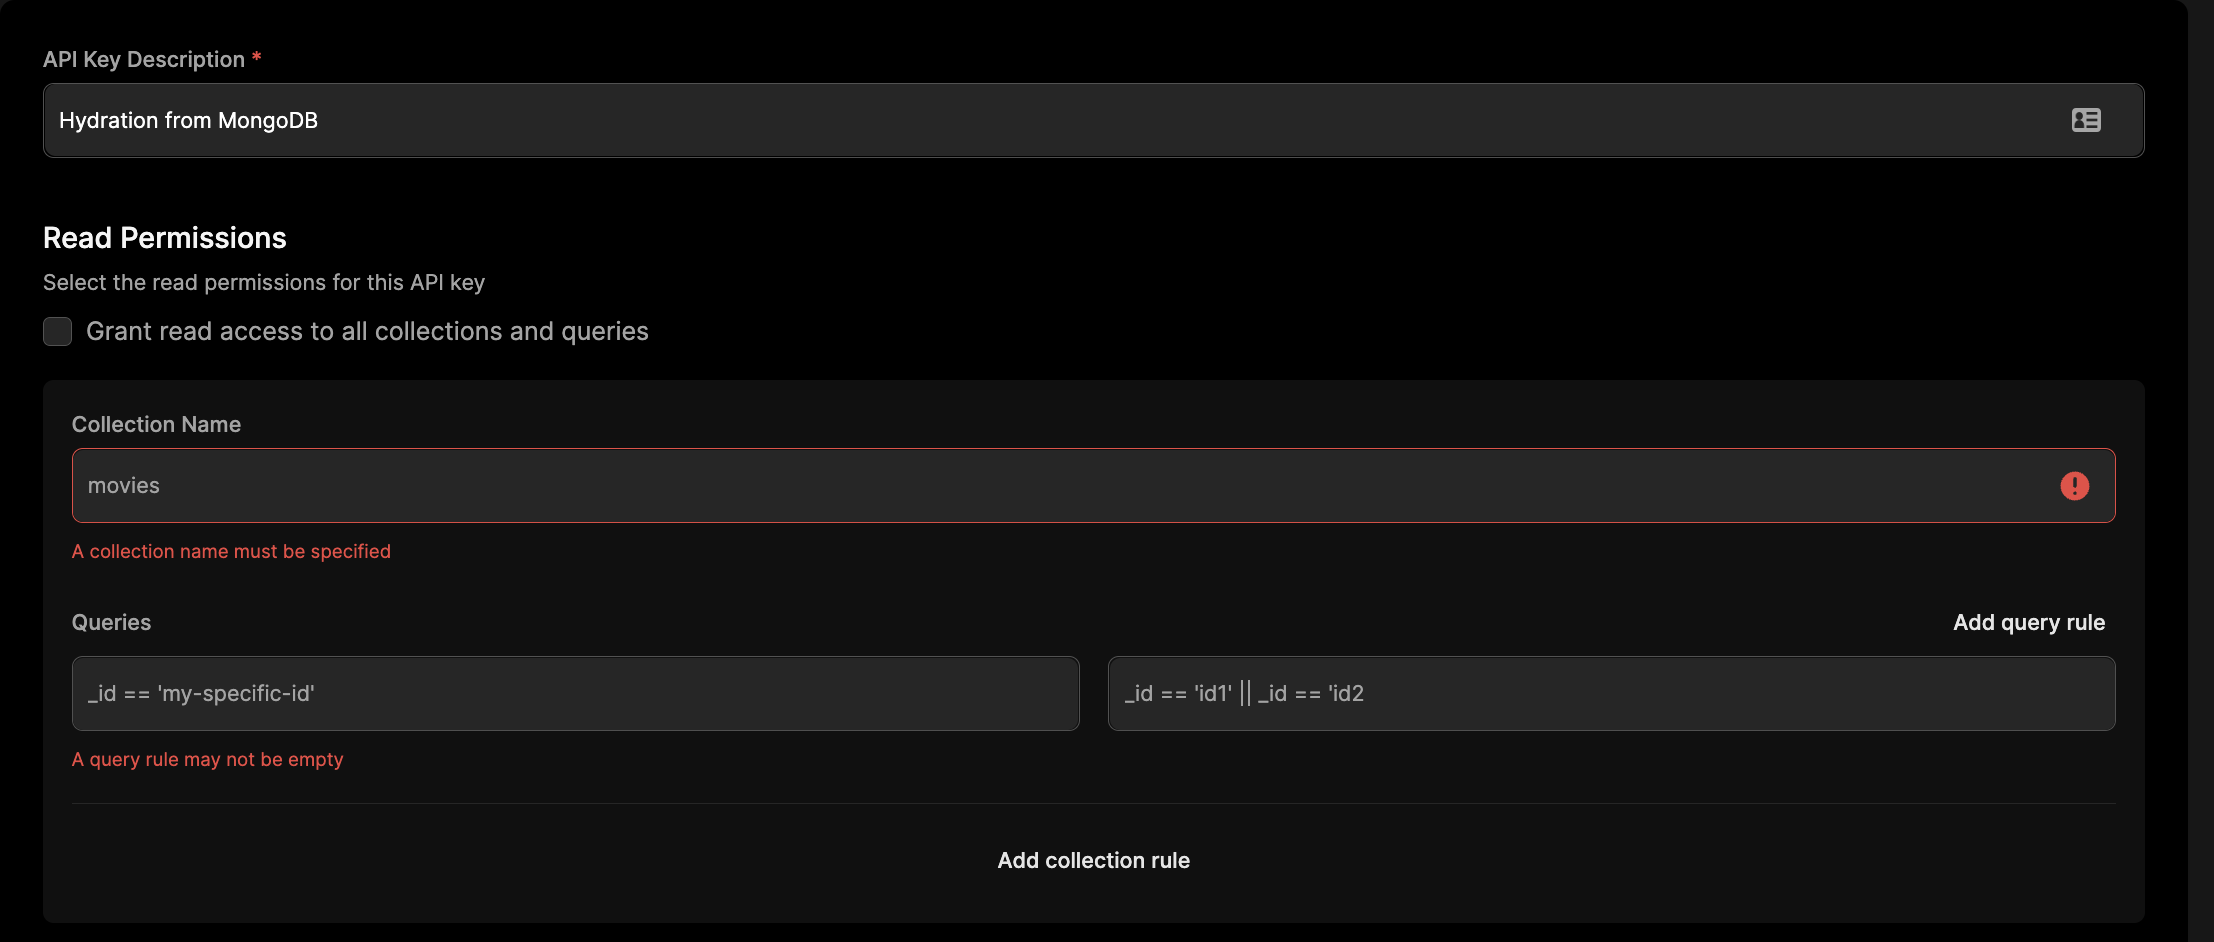 API Key Description *
Hydration from MongoDB
Read Permissions
Select the read permissions for this API key
Grant read access to all collections and queries
Collection Name
movies
A collection name must be specified
Queries
Add query rule
_id == 'my-specific-id'
_id == 'id1' || _id == 'id2
A query rule may not be empty
Add collection rule